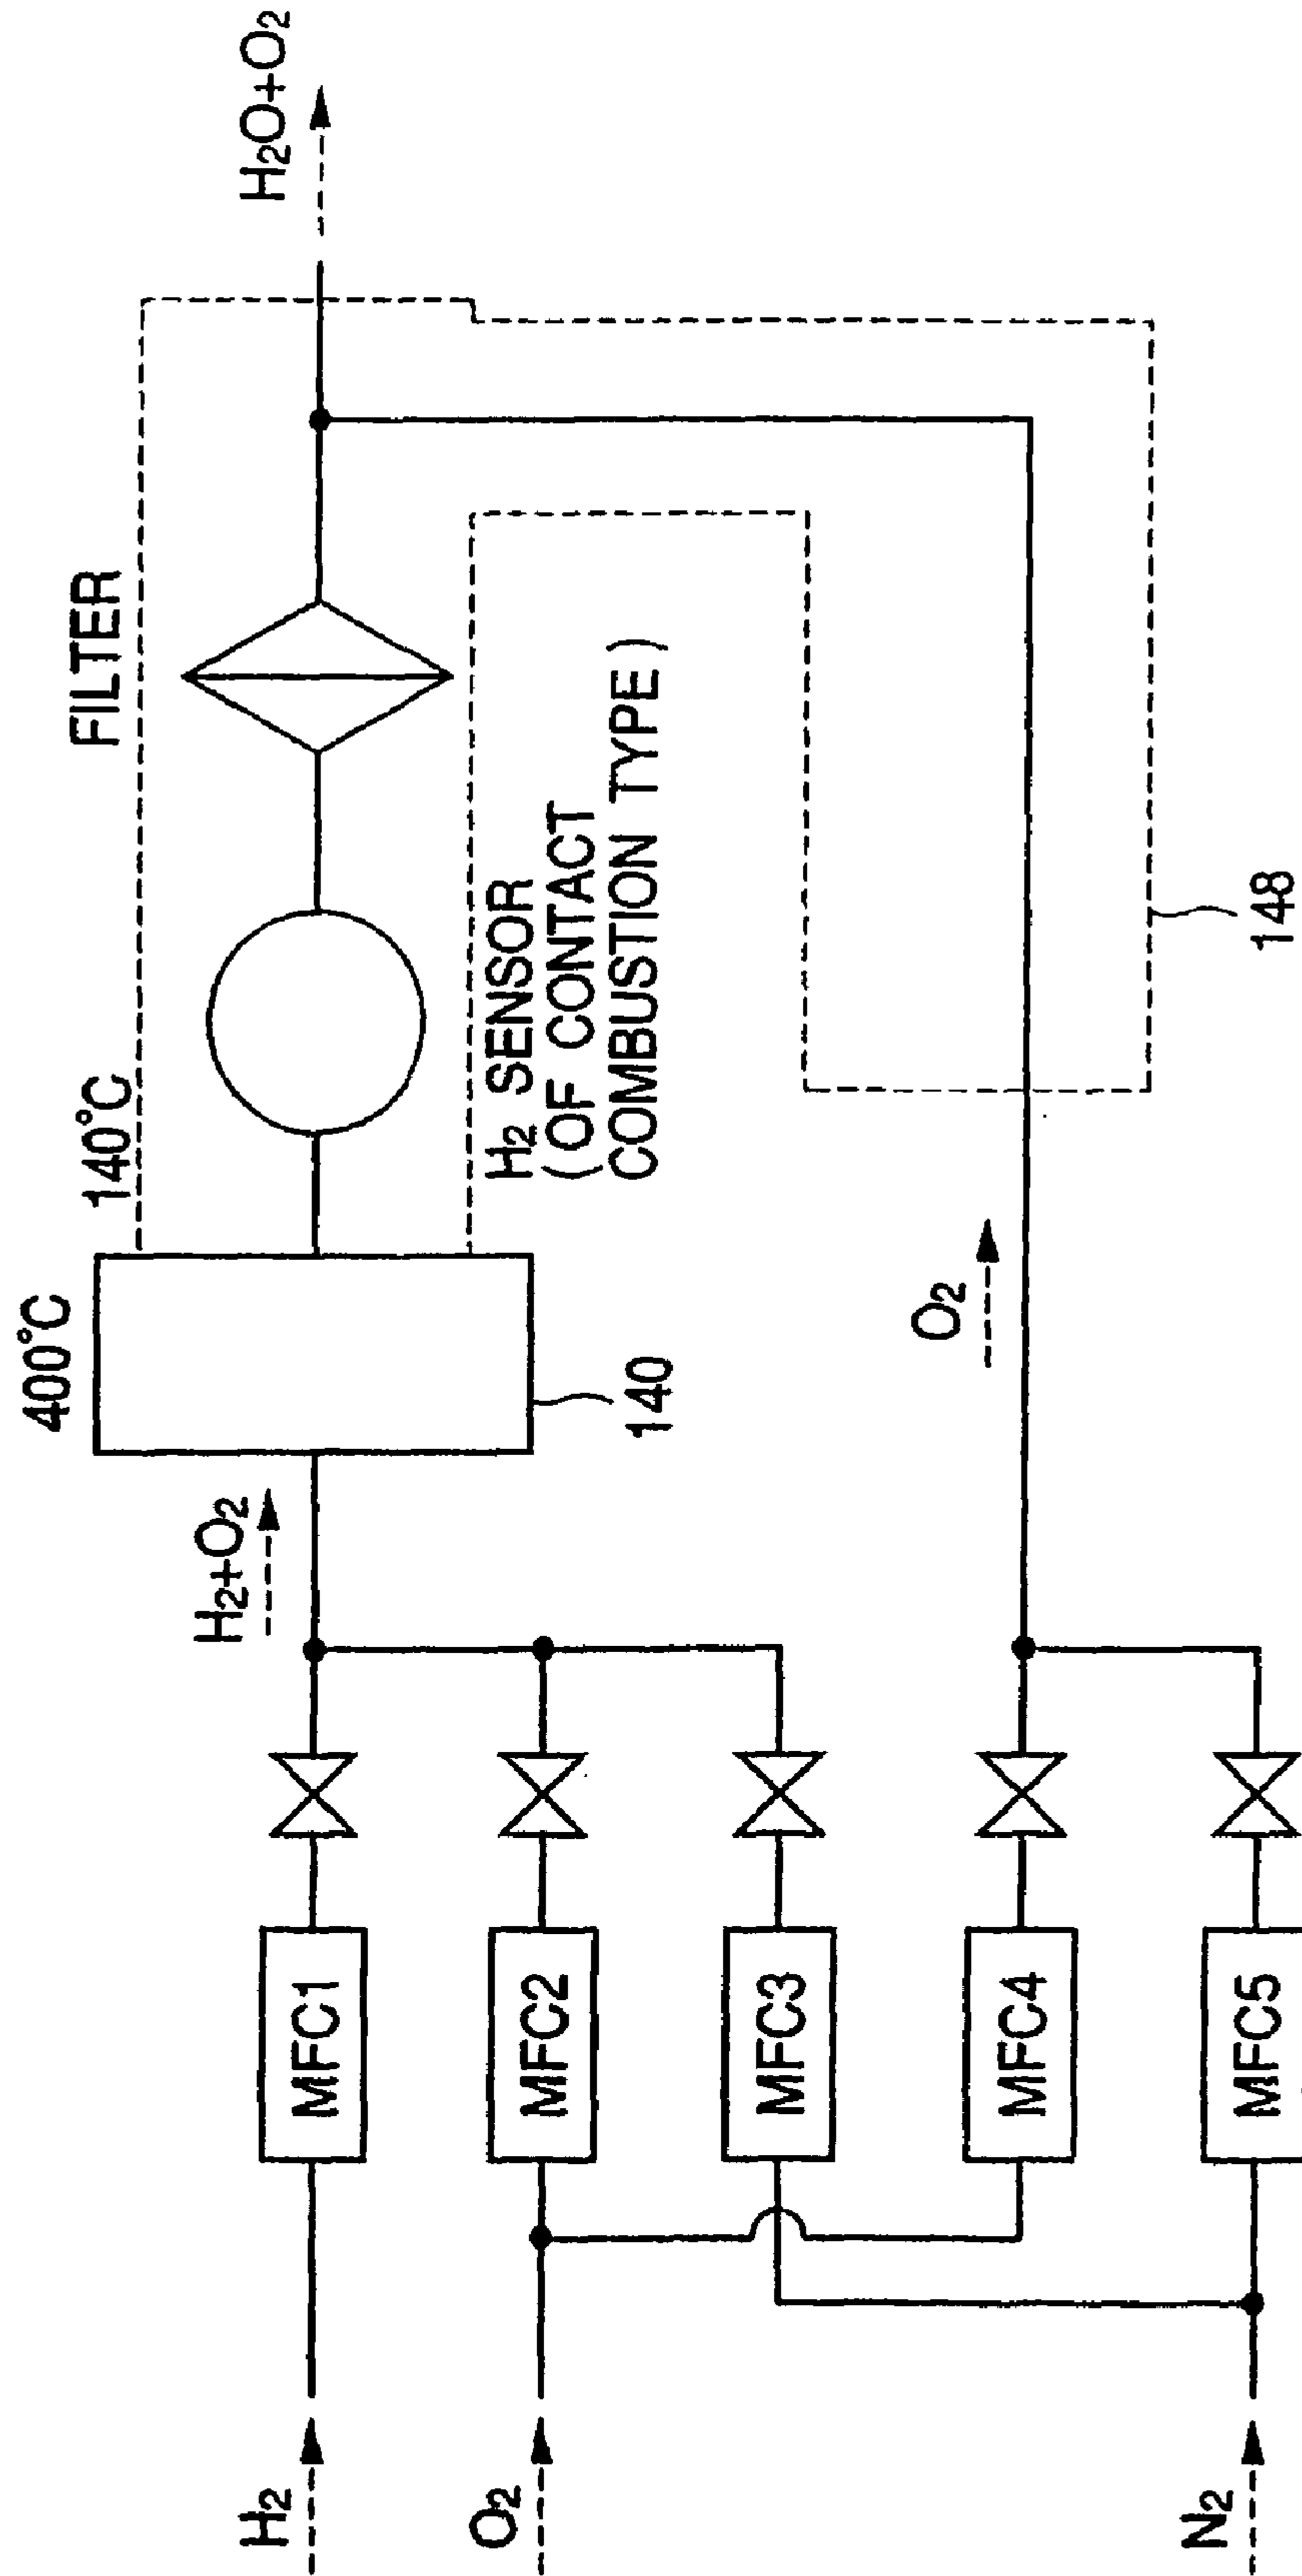 H2O+O2
FILTER
140°C
400°C
H2 SENSOR
(OF CONTACT
COMBUSTION TYPE)
140
148
H2+O2
O2
MFC1
MFC2
MFC3
MFC4
MFC5
H2
O2
N2